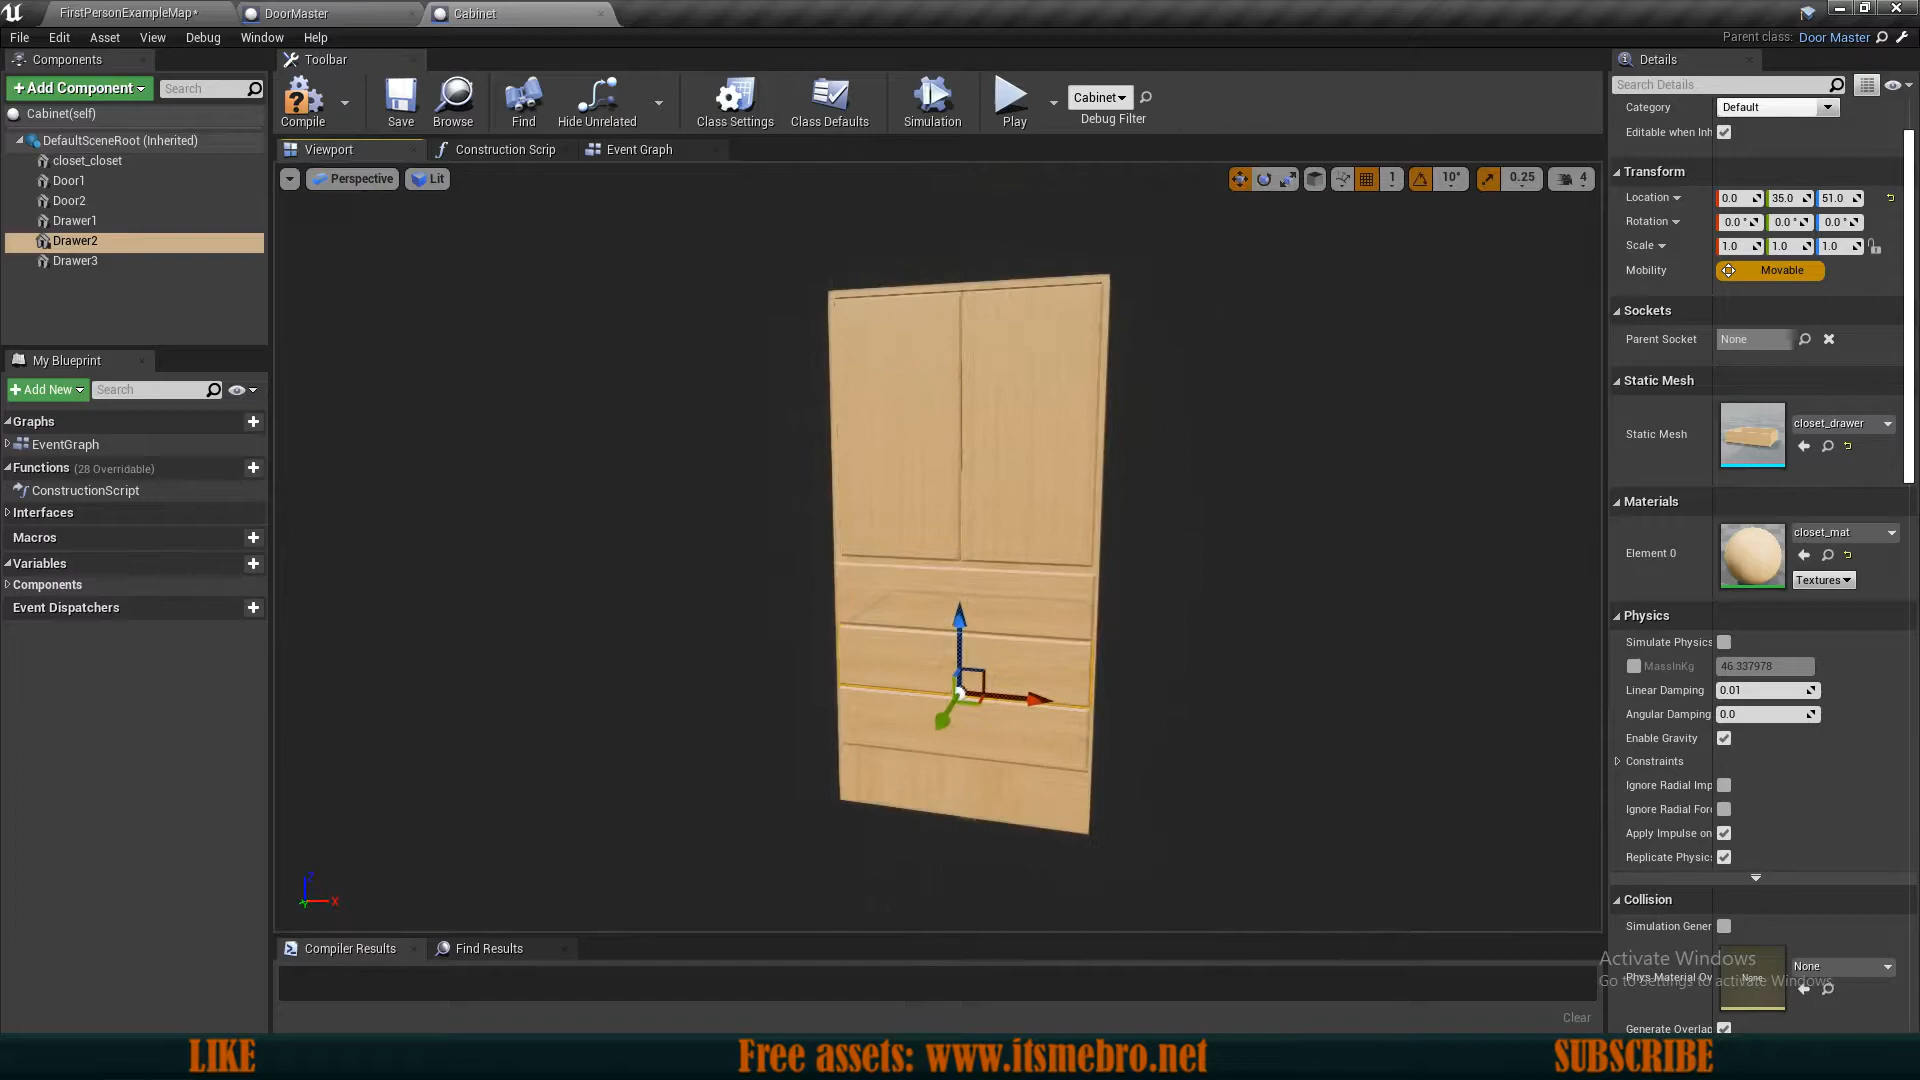 FirstPersonExampleMap*
DoorMaster
Cabinet
File Edit Asset View Debug Window Help
Parent class: Door Master
Components
Toolbar
Details
+Add Component
Search
Search Details
Cabinet(self)
Category Default
Editable when Inh
DefaultSceneRoot (Inherited)
closet_closet
Door1
Door2
Drawer1
Drawer2
Drawer3
Compile
Save
Browse
Find
Hide Unrelated
Class Settings
Class Defaults
Simulation
Play
Cabinet
Debug Filter
Viewport
Construction Scrip
Event Graph
Perspective
Lit
1
10°
0.25
4
My Blueprint
+Add New
Search
Graphs
EventGraph
Functions (28 Overridable)
ConstructionScript
Interfaces
Macros
Variables
Components
Event Dispatchers
Z
X
Transform
Location 0.0 35.0 51.0
Rotation 0.0 ° 0.0 ° 0.0 °
Scale 1.0 1.0 1.0
Mobility Movable
Sockets
Parent Socket None
Static Mesh
Static Mesh closet_drawer
Materials
Element 0 closet_mat
Textures
Physics
Simulate Physics
MassInKg 46.337978
Linear Damping 0.01
Angular Damping 0.0
Enable Gravity
Constraints
Ignore Radial Imp
Ignore Radial For
Apply Impulse on
Replicate Physic
Collision
Simulation Gener
Phys Material Ov None None
Generate Overlap
Activate Windows
Go to Settings to activate Windows.
Compiler Results
Find Results
Clear
LIKE
Free assets: www.itsmebro.net
SUBSCRIBE